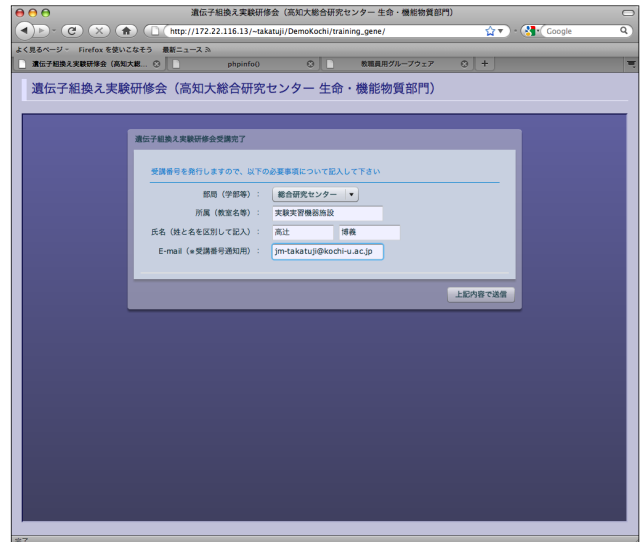 遺伝子組換え実験研修会（高知大総合研究センター 生命・機能物質部門）
http://172.22.116.13/~takatuji/DemoKochi/training_gene/
Google
よく見るページ Firefox を使いこなそう 最新ニュース
遺伝子組換え実験研修会（高知大総... phpinfo() 教職員用グループウェア
遺伝子組換え実験研修会（高知大総合研究センター 生命・機能物質部門）
遺伝子組換え実験研修会受講完了
受講番号を発行しますので、以下の必要事項について記入して下さい
部局（学部等）： 総合研究センター
所属（教室名等）： 実験実習機器施設
氏名（姓と名を区別して記入）： 高辻 博義
E-mail（※受講番号通知用）： jm-takatuji@kochi-u.ac.jp
上記内容で送信
完了